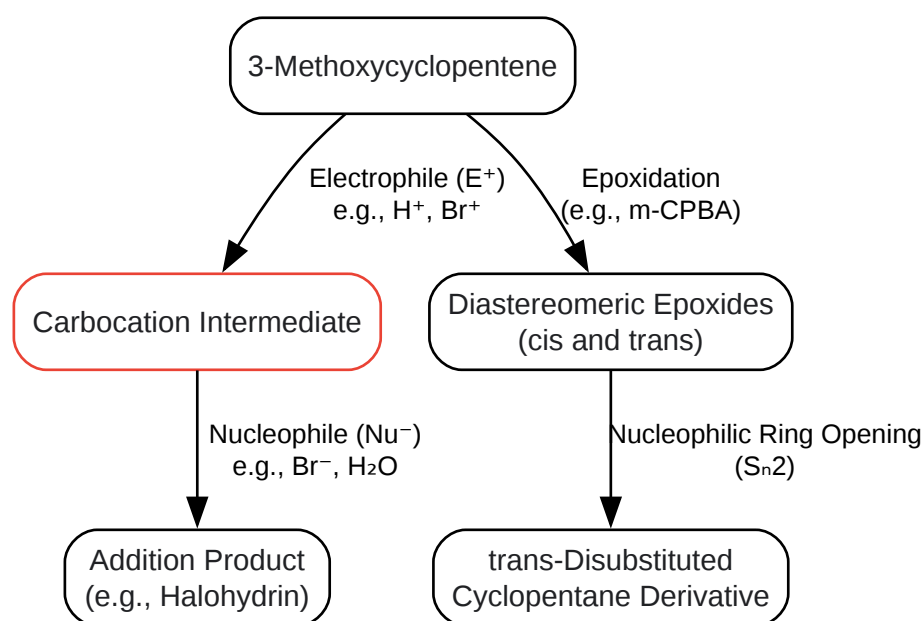 3-Methoxycyclopentene
Electrophile (E⁺)
e.g., H⁺, Br⁺
Epoxidation
(e.g., m-CPBA)
Carbocation Intermediate
Diastereomeric Epoxides
(cis and trans)
Nucleophile (Nu⁻)
e.g., Br⁻, H₂O
Nucleophilic Ring Opening
(Sₙ2)
Addition Product
(e.g., Halohydrin)
trans-Disubstituted
Cyclopentane Derivative